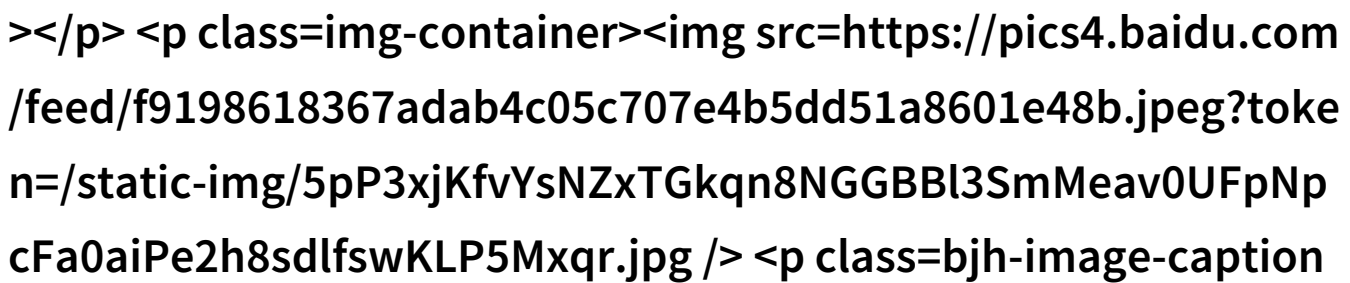 ></p> <p class=img-container><img src=https://pics4.baidu.com
/feed/f9198618367adab4c05c707e4b5dd51a8601e48b.jpeg?toke
n=/static-img/5pP3xjKfvYsNZxTGkqn8NGGBBl3SmMeav0UFpNp
cFa0aiPe2h8sdlfswKLP5Mxqr.jpg /> <p class=bjh-image-caption